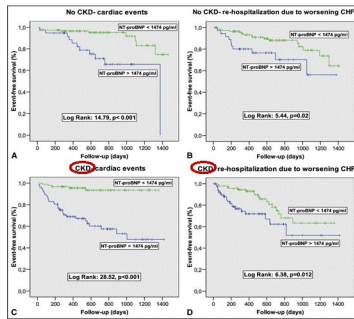 No CKD- cardiac events
Event-free survival (%)
1,0
0,8
0,6
0,4
0,2
0,0
NT-proBNP < 1474 pg/ml
NT-proBNP > 1474 pg/ml
Log Rank: 14.79, p< 0.001
0 200 400 600 800 1000 1200 1400
Follow-up (days)
A
No CKD- re-hospitalization due to worsening CHF
Event-free survival (%)
1,0
0,8
0,6
0,4
0,2
0,0
NT-proBNP < 1474 pg/ml
NT-proBNP > 1474 pg/ml
Log Rank: 5.44, p=0.02
0 200 400 600 800 1000 1200 1400
Follow-up (days)
B
CKD- cardiac events
Event-free survival (%)
1,0
0,8
0,6
0,4
0,2
0,0
NT-proBNP < 1474 pg/ml
NT-proBNP > 1474 pg/ml
Log Rank: 28.52, p<0.001
0 200 400 600 800 1000 1200 1400
Follow-up (days)
C
CKD- re-hospitalization due to worsening CHF
Event-free survival (%)
1,0
0,8
0,6
0,4
0,2
0,0
NT-proBNP < 1474 pg/ml
NT-proBNP > 1474 pg/ml
Log Rank: 6.38, p=0.012
0 200 400 600 800 1000 1200 1400
Follow-up (days)
D